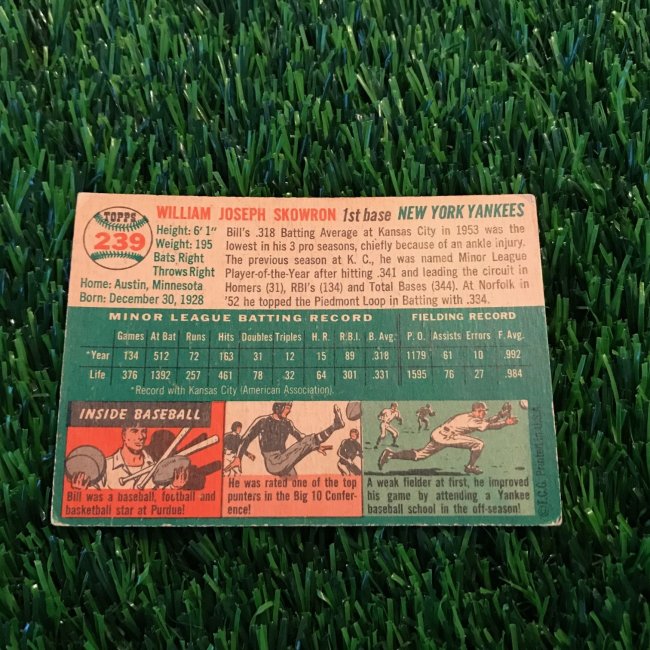 TOPPS
239
WILLIAM JOSEPH SKOWRON 1st base NEW YORK YANKEES
Height: 6' 1"
Weight: 195
Bats Right
Throws Right
Home: Austin, Minnesota
Born: December 30, 1928
Bill's .318 Batting Average at Kansas City in 1953 was the
lowest in his 3 pro seasons, chiefly because of an ankle injury.
The previous season at K. C., he was named Minor League
Player-of-the-Year after hitting .341 and leading the circuit in
Homers (31), RBI's (134) and Total Bases (344). At Norfolk in
'52 he topped the Piedmont Loop in Batting with .334.
MINOR LEAGUE BATTING RECORD FIELDING RECORD
Games At Bat Runs Hits Doubles Triples H. R. R.B.I. B. Avg. P. O. Assists Errors F. Avg.
*Year 134 512 72 163 31 12 15 89 .318 1179 61 10 .992
Life 376 1392 257 461 78 32 64 301 .331 1595 76 27 .984
*Record with Kansas City (American Association).
INSIDE BASEBALL
Bill was a baseball, football and
basketball star at Purdue!
He was rated one of the top
punters in the Big 10 Confer-
ence!
A weak fielder at first, he improved
his game by attending a Yankee
baseball school in the off-season!
©T.C.G. Printed in U.S.A.